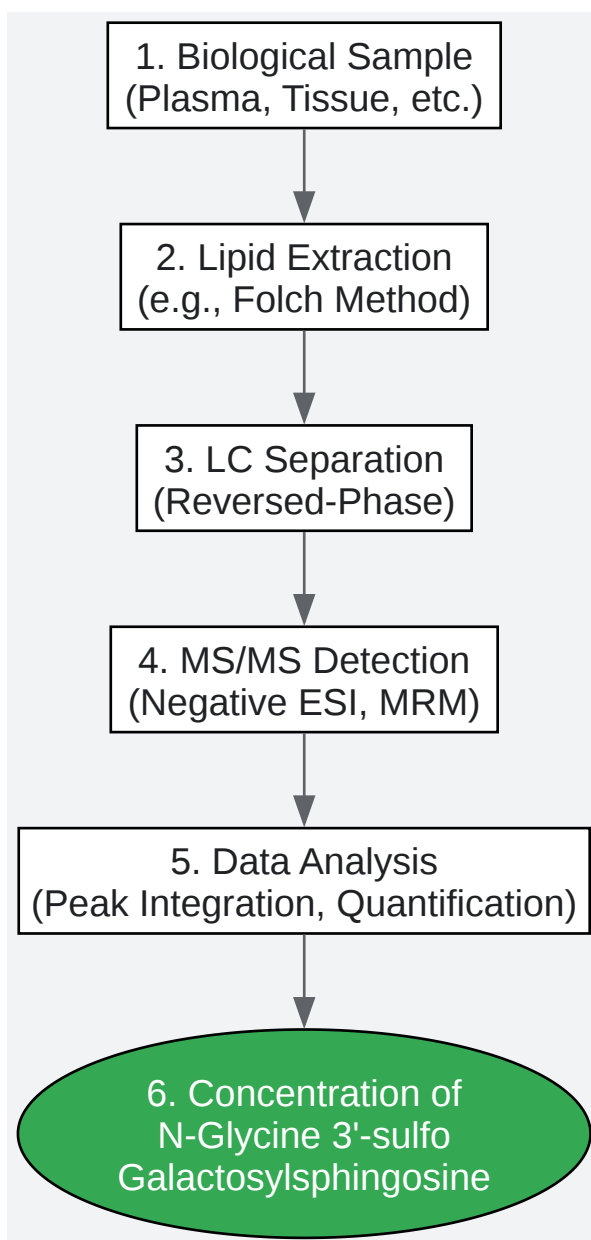 1. Biological Sample
(Plasma, Tissue, etc.)
2. Lipid Extraction
(e.g., Folch Method)
3. LC Separation
(Reversed-Phase)
4. MS/MS Detection
(Negative ESI, MRM)
5. Data Analysis
(Peak Integration, Quantification)
6. Concentration of
N-Glycine 3'-sulfo
Galactosylsphingosine